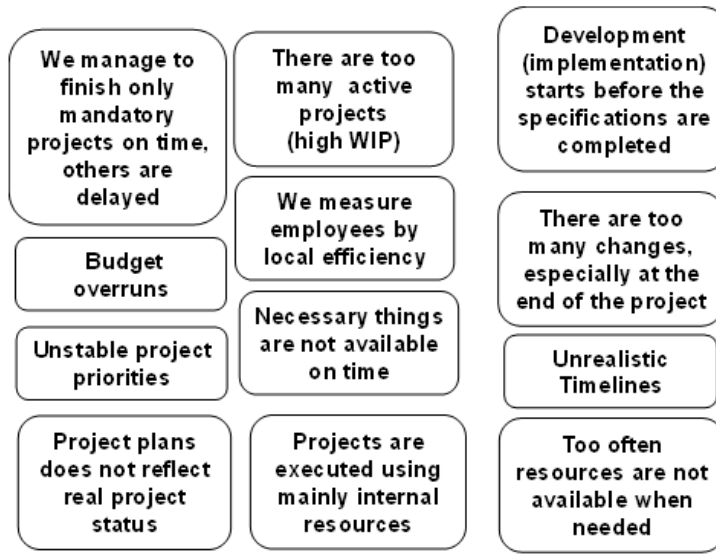 We manage to
finish only
mandatory
projects on time,
others are
delayed
Budget
overruns
Unstable project
priorities
Project plans
does not reflect
real project
status
There are too
many active
projects
(high WIP)
We measure
employees by
local efficiency
Necessary things
are not available
on time
Projects are
executed using
mainly internal
resources
Development
(implementation)
starts before the
specifications are
completed
There are too
many changes,
especially at the
end of the project
Unrealistic
Timelines
Too often
resources are not
available when
needed